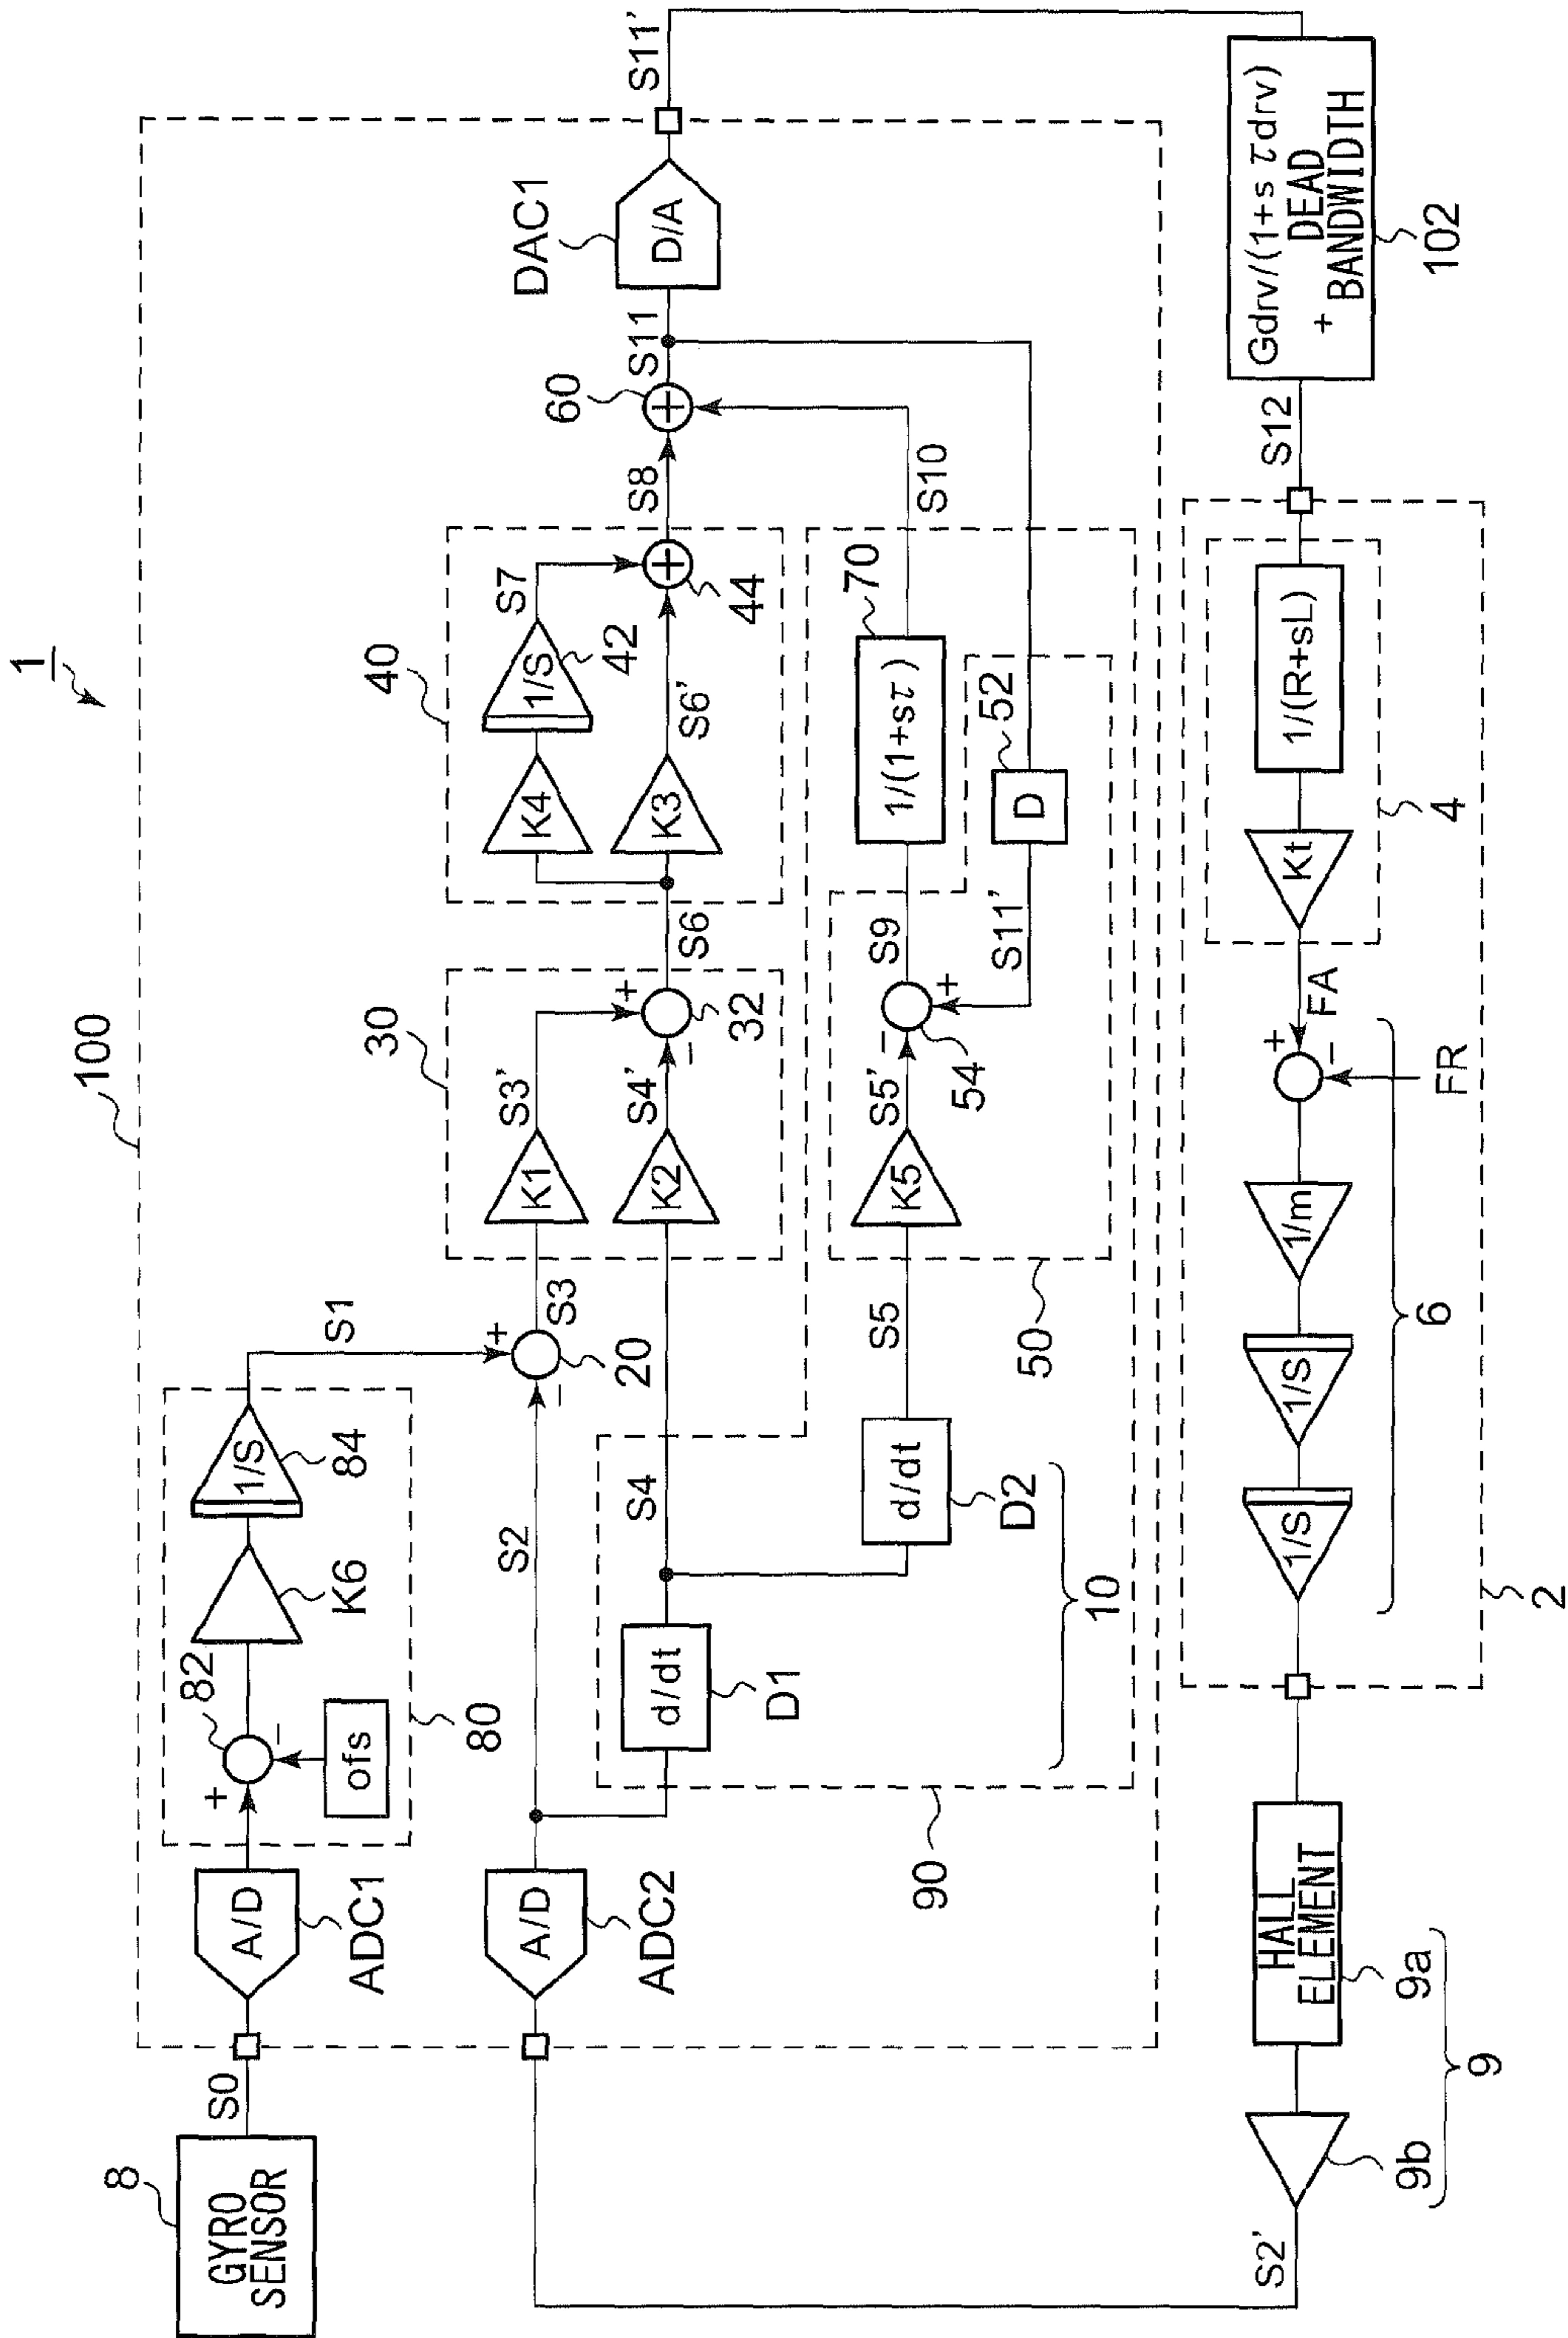 1
100
8
GYRO
SENSOR
S0
A/D
ADC1
82
+
−
ofs
K6
1/S
84
80
S1
A/D
ADC2
S2
+
−
20
S3
30
K1
S3'
K2
S4'
+
−
32
S6
40
K4
1/S
42
S7
K3
S6'
+
44
S8
60
+
S11
DAC1
D/A
S11'
d/dt
D1
S4
d/dt
D2
10
90
S5
50
K5
S5'
−
+
54
S9
S11'
1/(1+sτ)
70
D
52
S10
Gdrv/(1+s τdrv)
+ DEAD
BANDWIDTH
102
S12
1/(R+sL)
Kt
4
FA
+
−
FR
1/m
1/S
1/S
6
2
HALL
ELEMENT
9a
9b
9
S2'